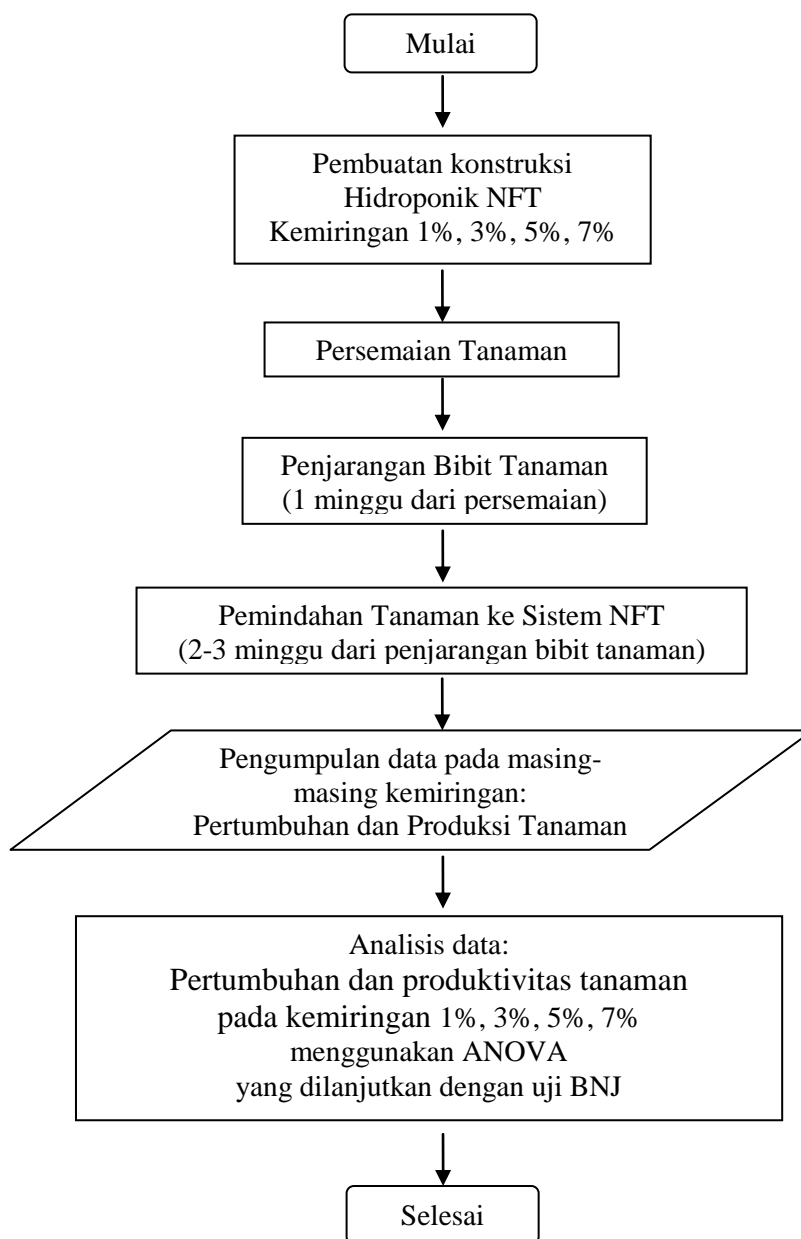 Mulai
Pembuatan konstruksi
Hidroponik NFT
Kemiringan 1%, 3%, 5%, 7%
Persemaian Tanaman
Penjarangan Bibit Tanaman
(1 minggu dari persemaian)
Pemindahan Tanaman ke Sistem NFT
(2-3 minggu dari penjarangan bibit tanaman)
Pengumpulan data pada masing-
masing kemiringan:
Pertumbuhan dan Produksi Tanaman
Analisis data:
Pertumbuhan dan produktivitas tanaman
pada kemiringan 1%, 3%, 5%, 7%
menggunakan ANOVA
yang dilanjutkan dengan uji BNJ
Selesai